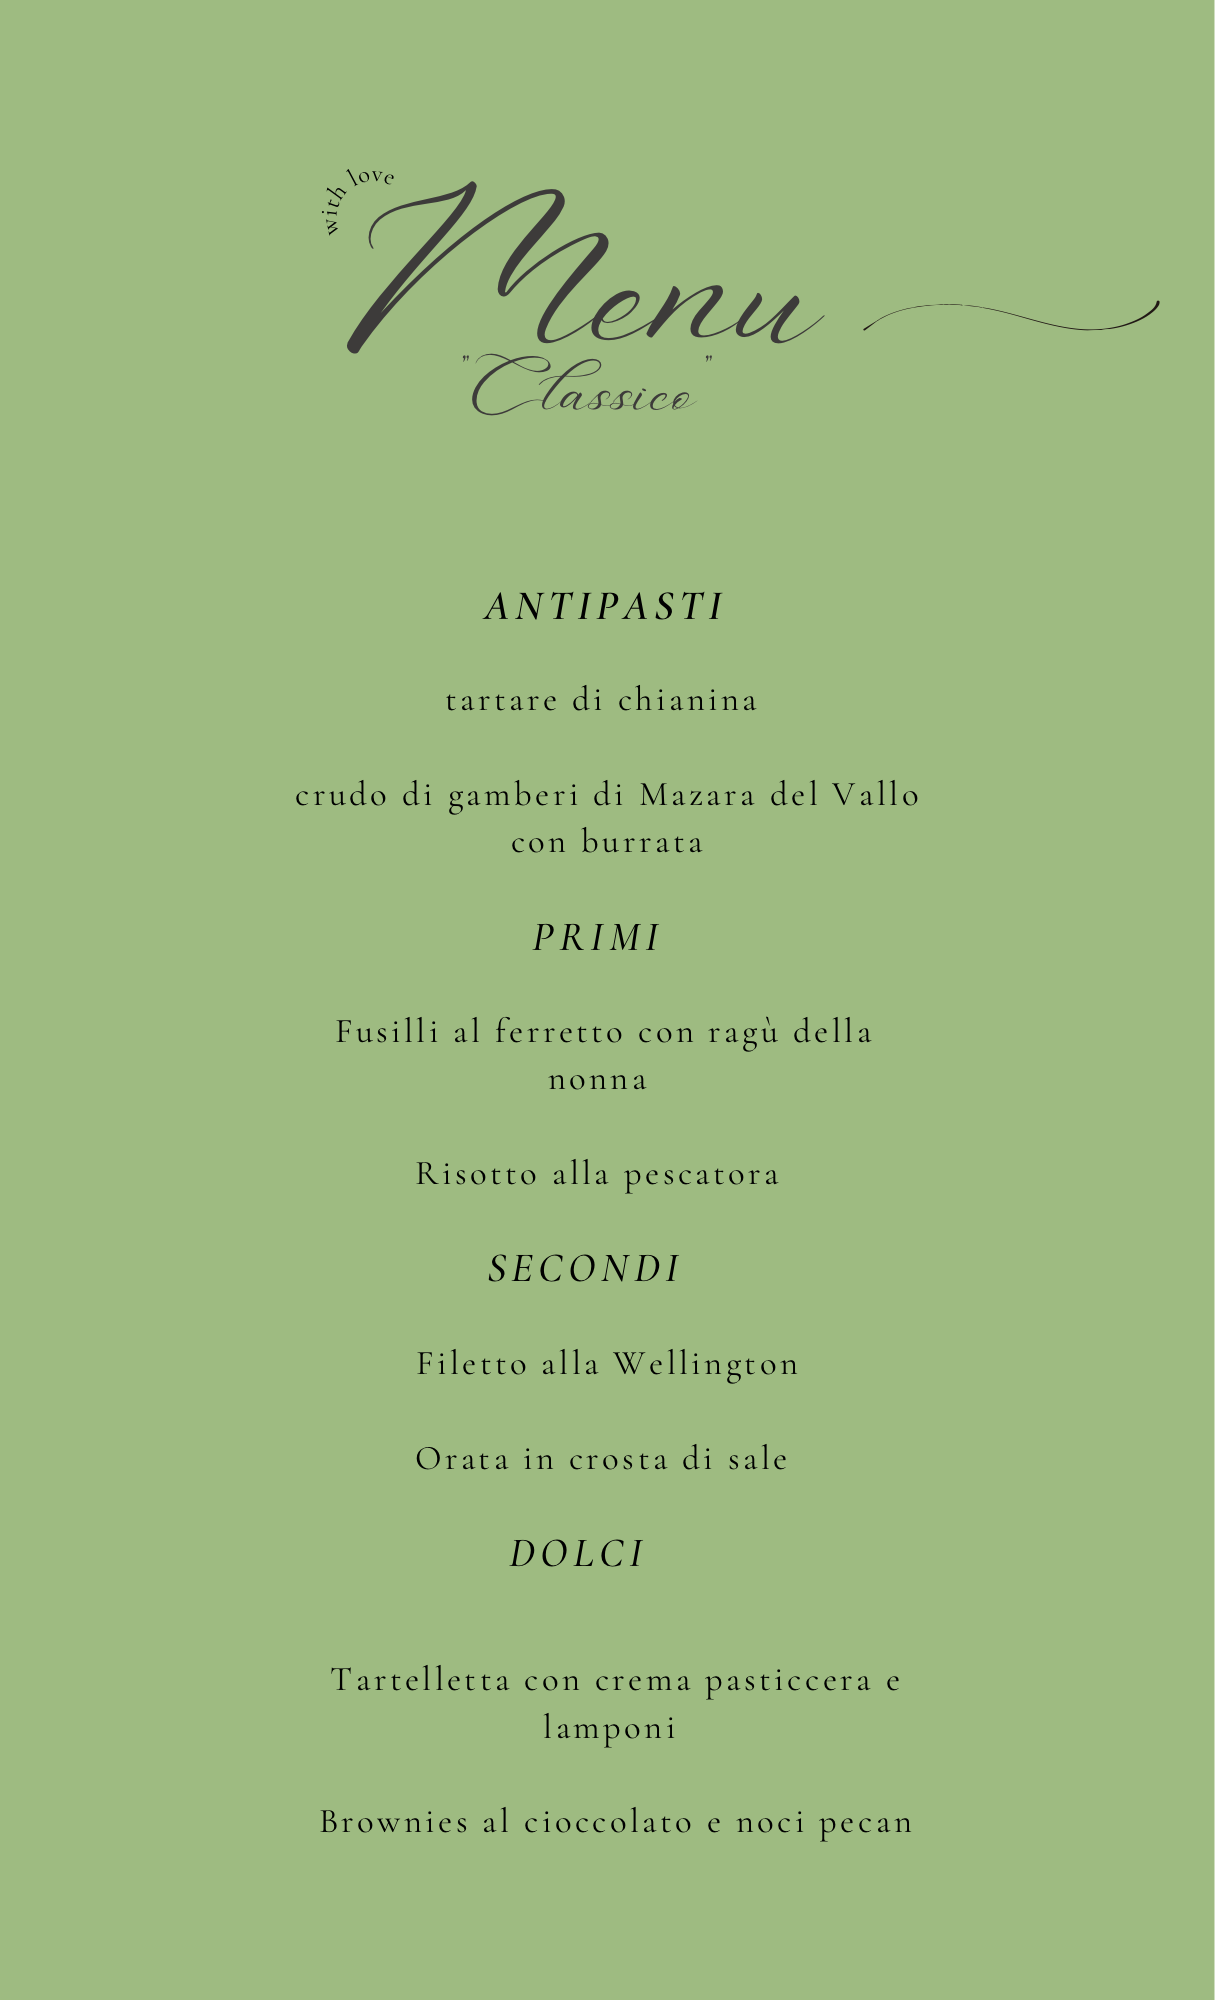 with love
Menu
"Classico"
ANTIPASTI
tartare di chianina
crudo di gamberi di Mazara del Vallo
con burrata
PRIMI
Fusilli al ferretto con ragù della
nonna
Risotto alla pescatora
SECONDI
Filetto alla Wellington
Orata in crosta di sale
DOLCI
Tartelletta con crema pasticcera e
lamponi
Brownies al cioccolato e noci pecan